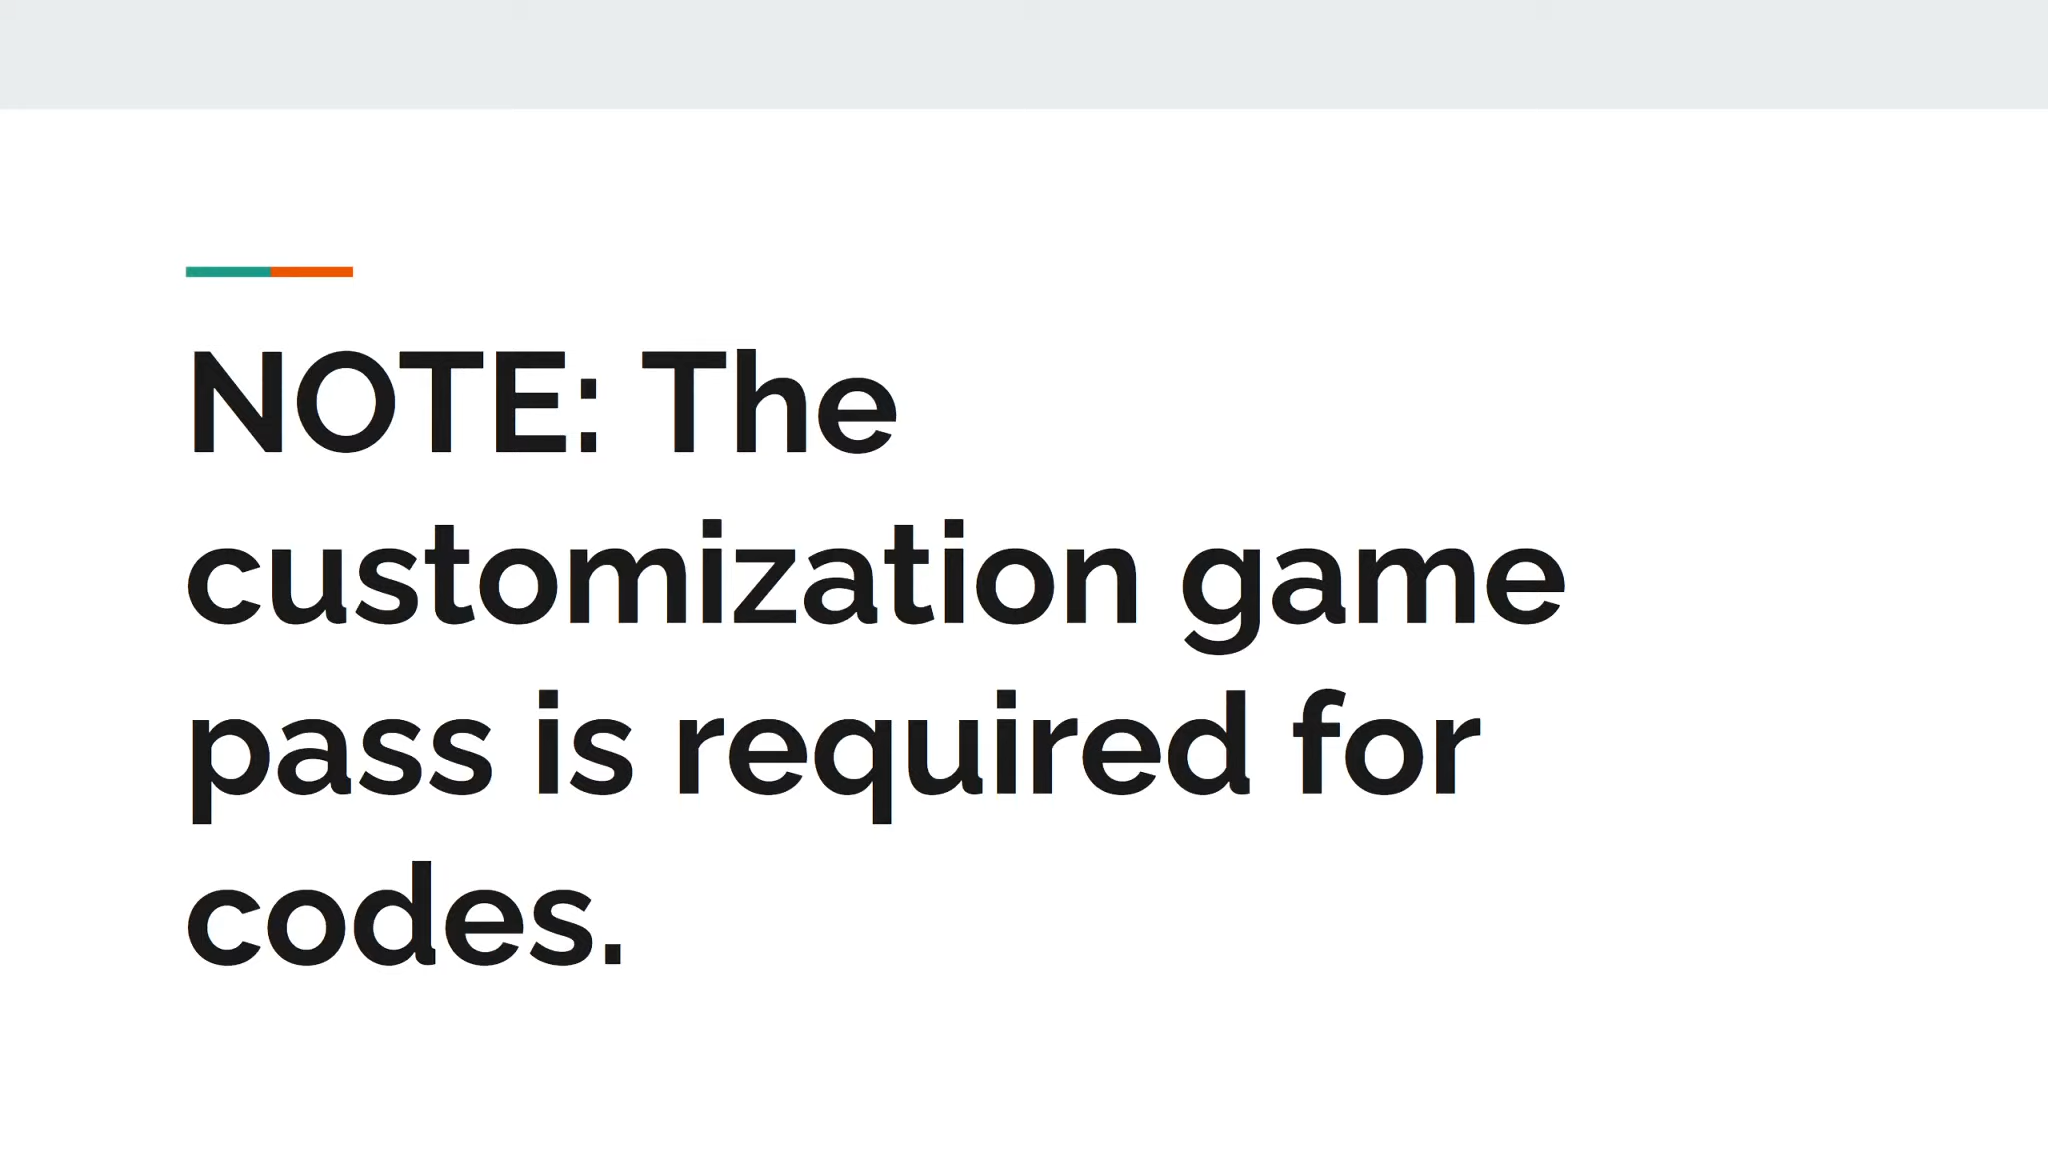 NOTE: The
customization game
pass is required for
codes.